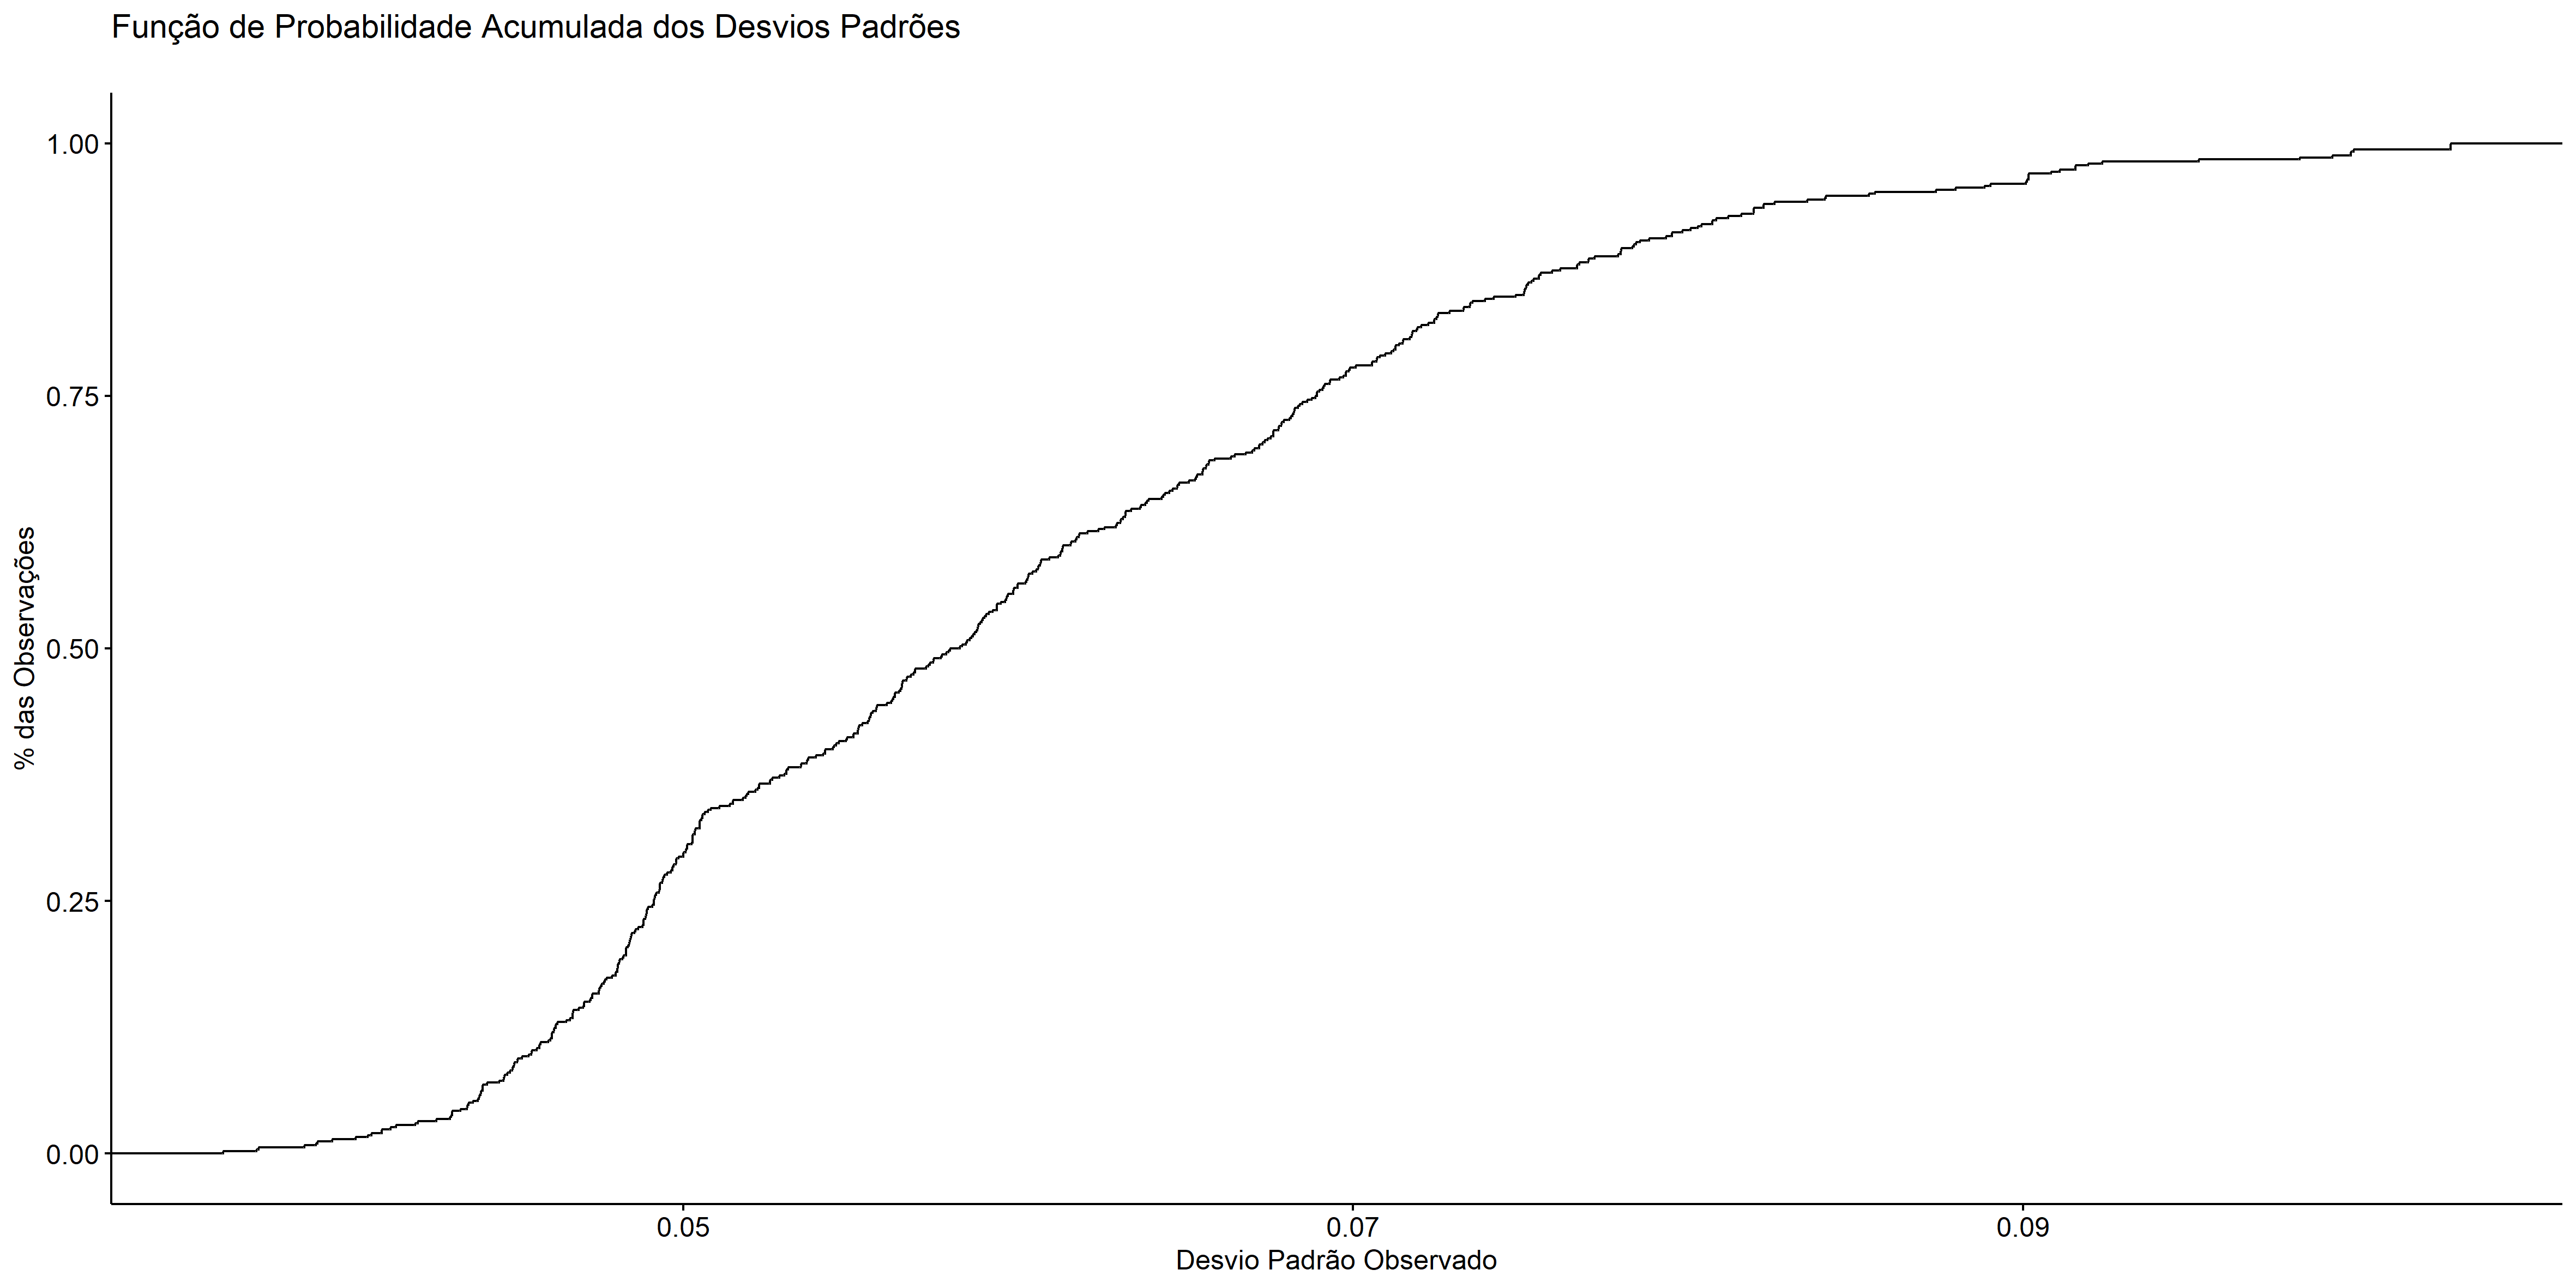 Função de Probabilidade Acumulada dos Desvios Padrões
1.00
0.75
0.50
0.25
0.00
% das Observações
0.05
0.07
0.09
Desvio Padrão Observado